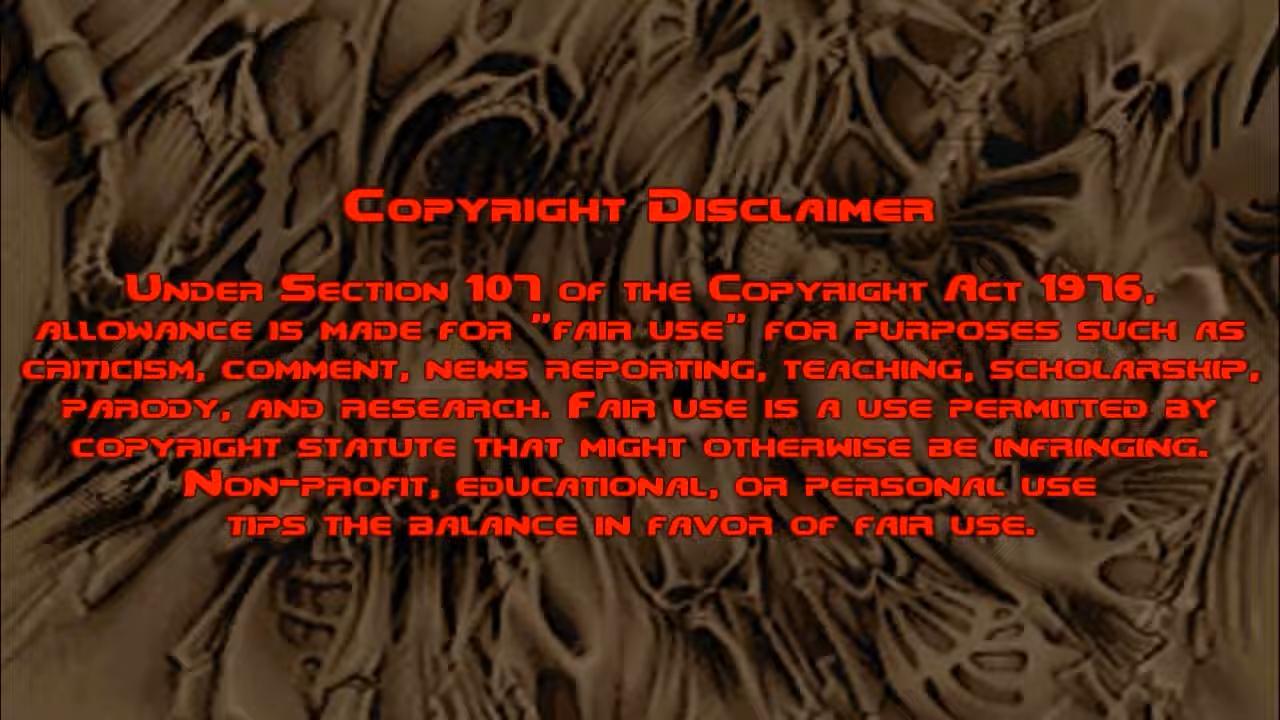 Copyright Disclaimer
Under Section 107 of the Copyright Act 1976,
allowance is made for "fair use" for purposes such as
criticism, comment, news reporting, teaching, scholarship,
parody, and research. Fair use is a use permitted by
copyright statute that might otherwise be infringing.
Non-profit, educational, or personal use
tips the balance in favor of fair use.